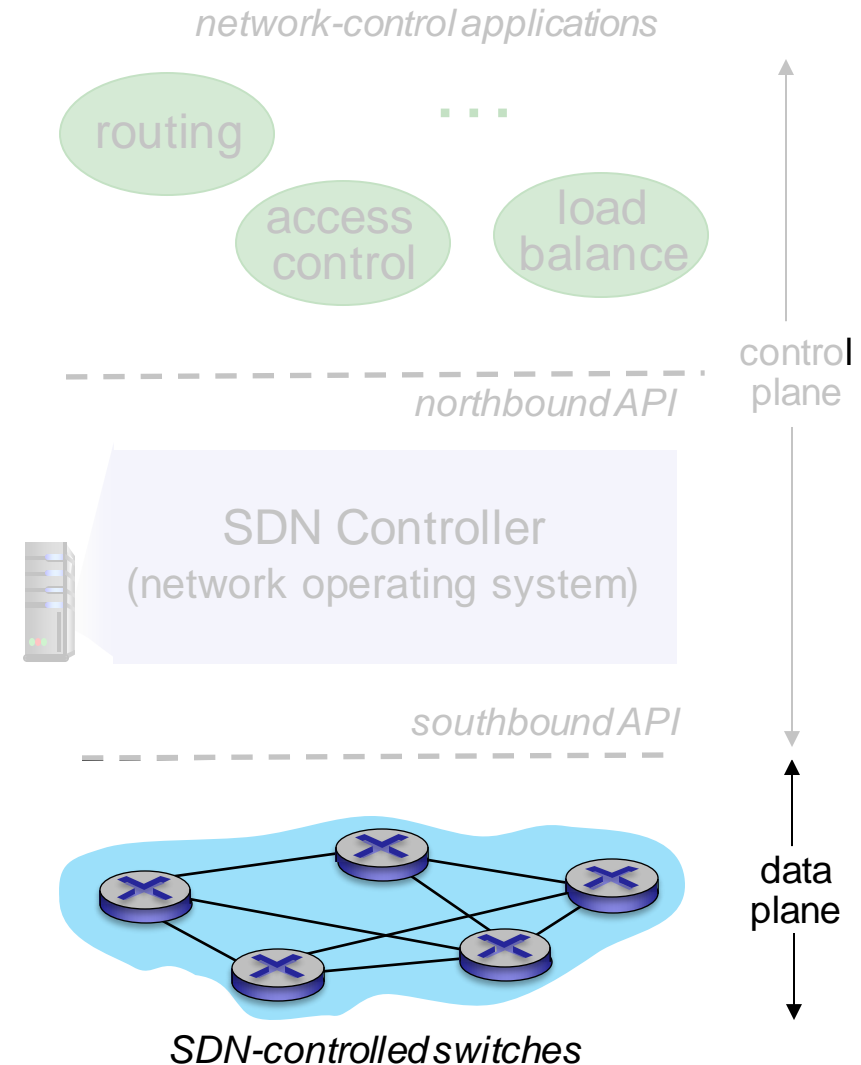 network-control applications
routing
. . .
access
control
load
balance
control
plane
northbound API
SDN Controller
(network operating system)
southbound API
data
plane
SDN-controlled switches